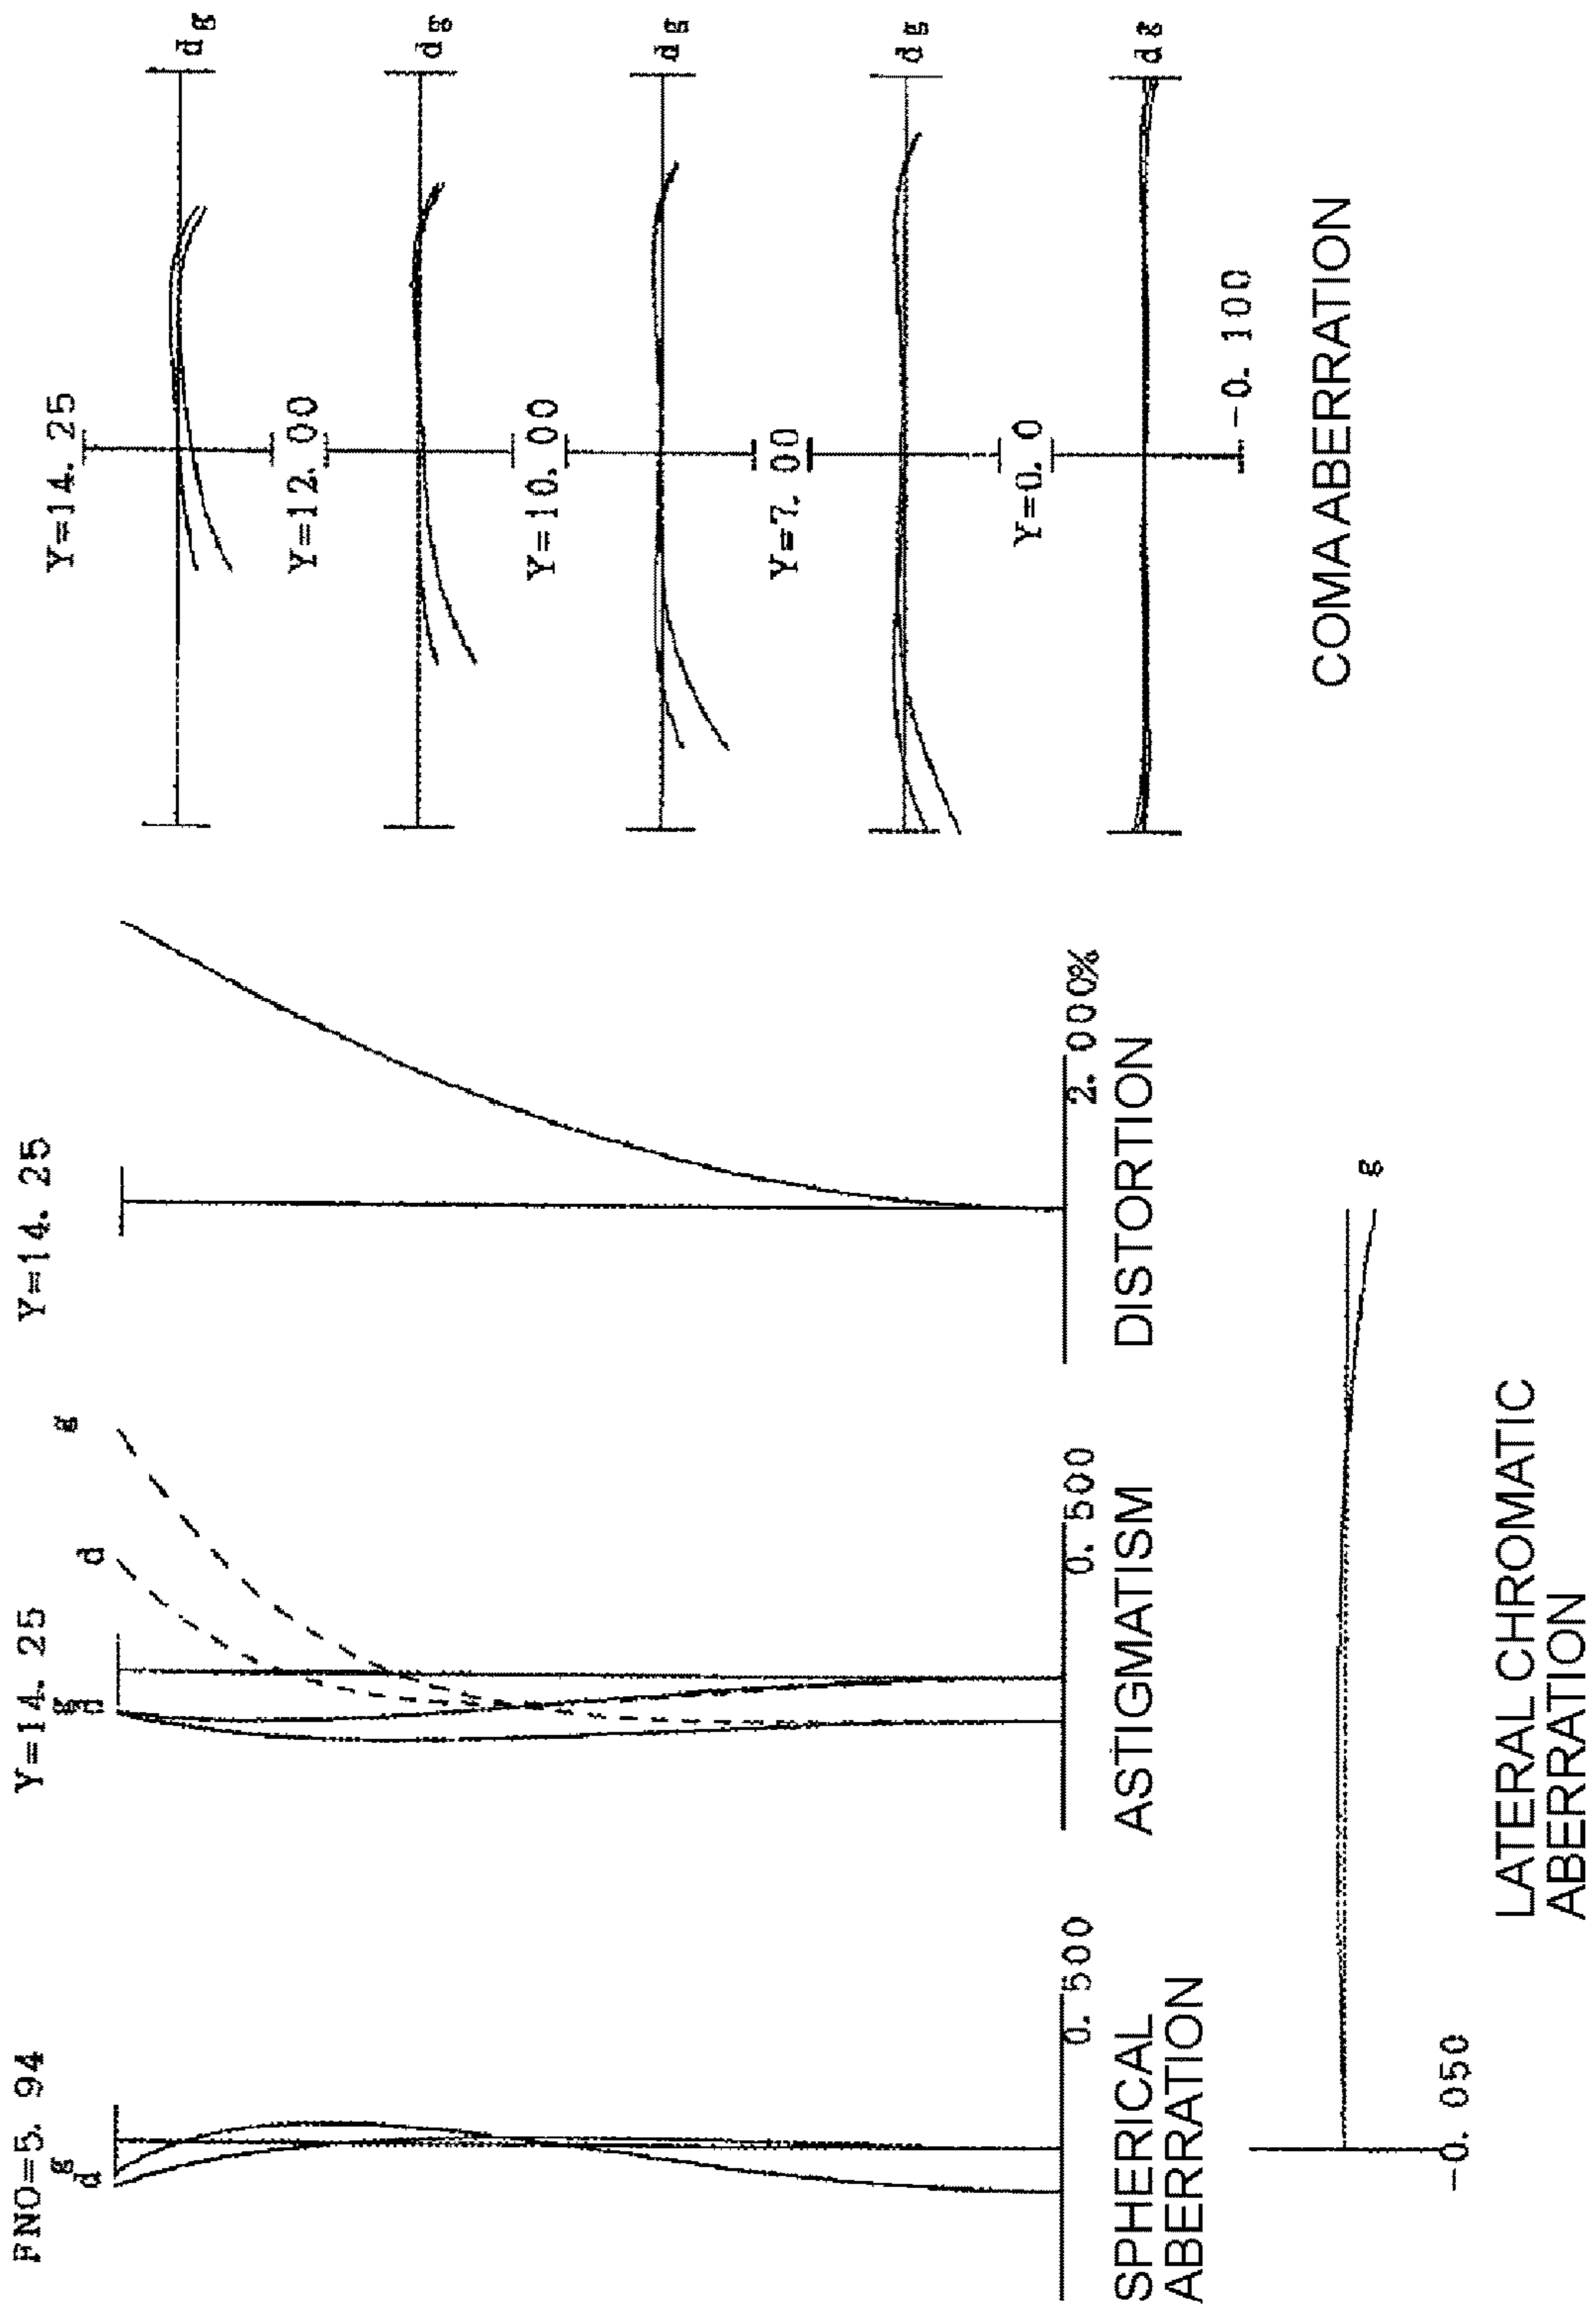 FNO=5. 94
g
d
0. 500
SPHERICAL
ABERRATION
Y=14. 25
g
d
d
g
0. 500
ASTIGMATISM
Y=14. 25
2. 000%
DISTORTION
Y=14. 25
d g
Y=12. 00
d g
Y=10. 00
d g
Y=7. 00
d g
Y=0. 0
d g
-0. 100
COMA ABERRATION
g
-0. 050
LATERAL CHROMATIC
ABERRATION